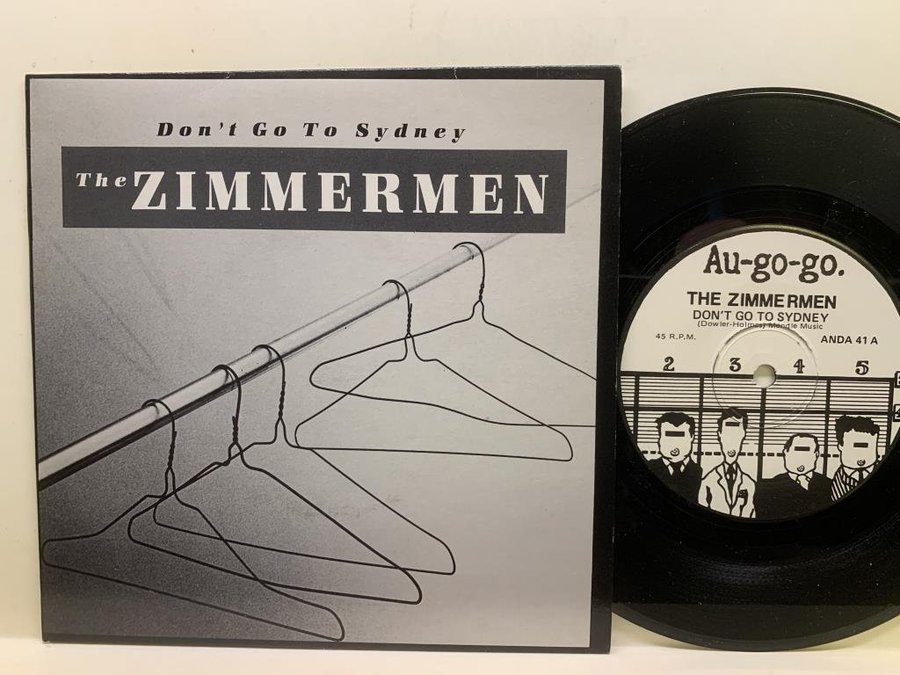 Don't Go To Sydney
The ZIMMERMEN
Au-go-go.
THE ZIMMERMEN
DON'T GO TO SYDNEY
(Dowler-Holmes) Mendle Music
45 R.P.M.
ANDA 41 A
2 3 4 5